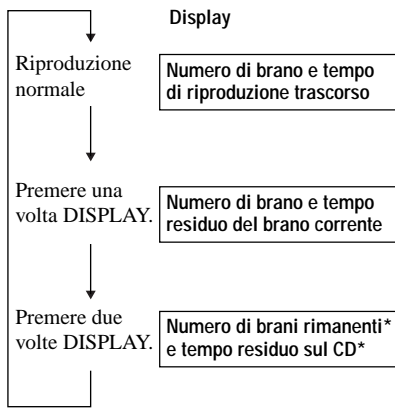 Display
Riproduzione
normale
Numero di brano e tempo
di riproduzione trascorso
Premere una
volta DISPLAY.
Numero di brano e tempo
residuo del brano corrente
Premere due
volte DISPLAY.
Numero di brani rimanenti*
e tempo residuo sul CD*